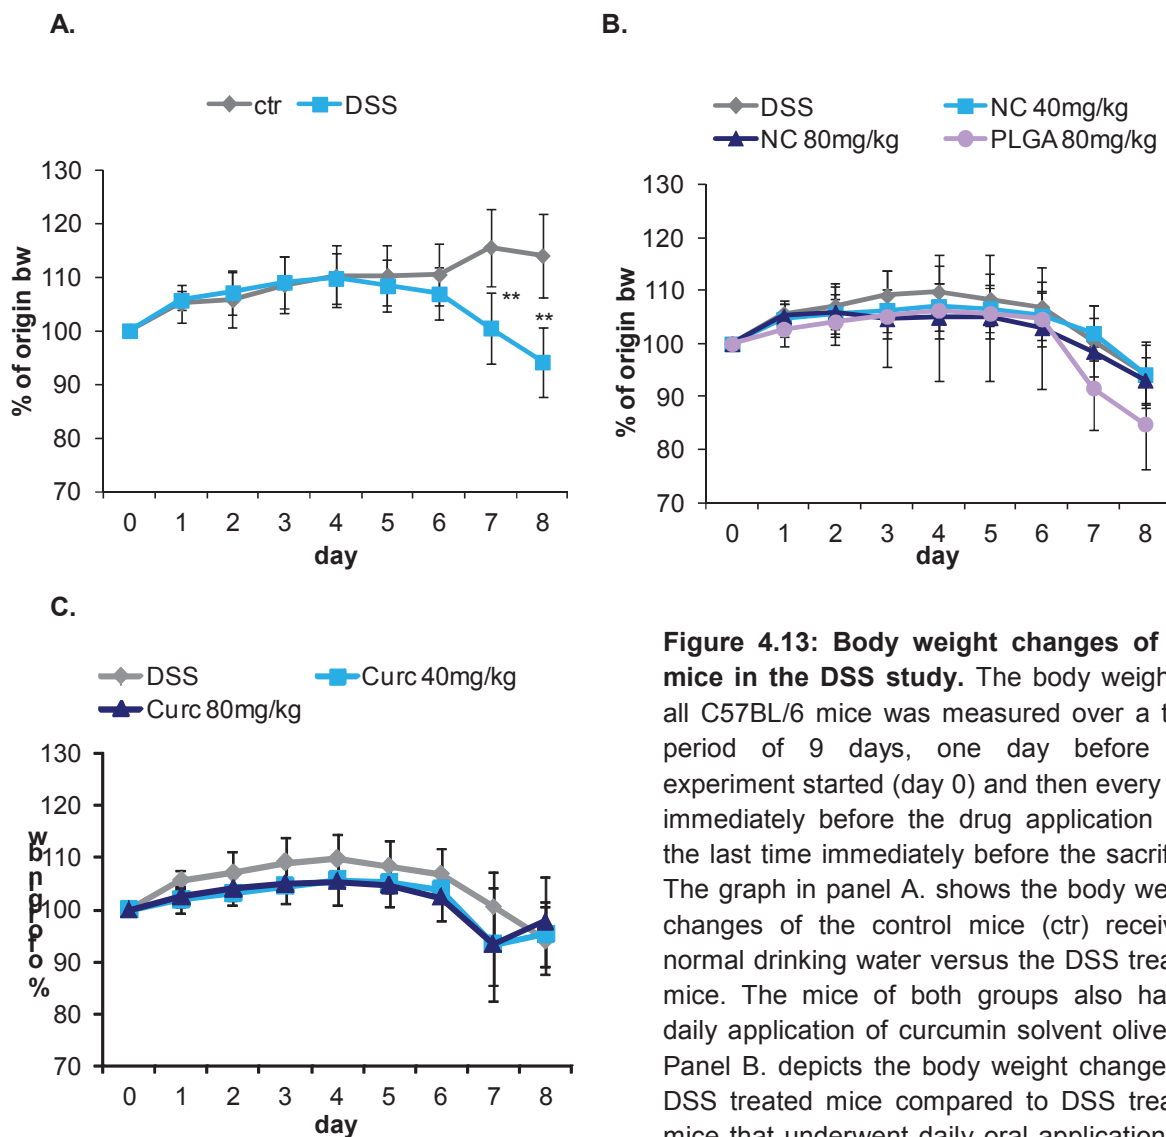 A.
ctr DSS
130
120
110
100
90
80
70
% of origin bw
**
**
0 1 2 3 4 5 6 7 8
day
B.
DSS NC 40mg/kg
NC 80mg/kg PLGA 80mg/kg
130
120
110
100
90
80
70
% of origin bw
0 1 2 3 4 5 6 7 8
day
C.
DSS Curc 40mg/kg
Curc 80mg/kg
130
120
110
100
90
80
70
0 1 2 3 4 5 6 7 8
day
Figure 4.13: Body weight changes of
mice in the DSS study. The body weigh
all C57BL/6 mice was measured over a t
period of 9 days, one day before
experiment started (day 0) and then every
immediately before the drug application
the last time immediately before the sacrif
The graph in panel A. shows the body we
changes of the control mice (ctr) receiv
normal drinking water versus the DSS trea
mice. The mice of both groups also ha
daily application of curcumin solvent olive
Panel B. depicts the body weight change
DSS treated mice compared to DSS trea
mice that underwent daily oral application